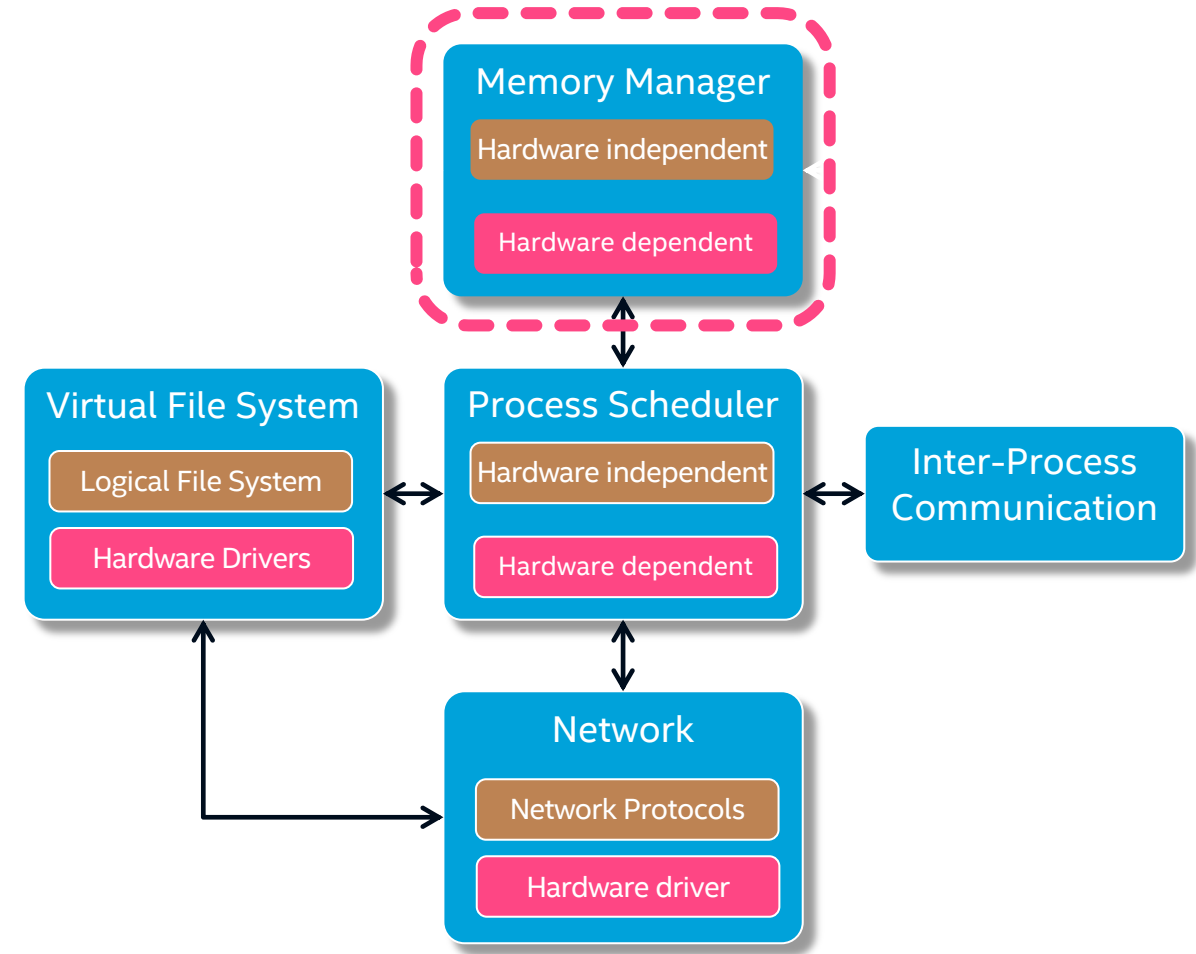 Memory Manager
Hardware independent
Hardware dependent
Virtual File System
Logical File System
Hardware Drivers
Process Scheduler
Hardware independent
Hardware dependent
Inter-Process
Communication
Network
Network Protocols
Hardware driver